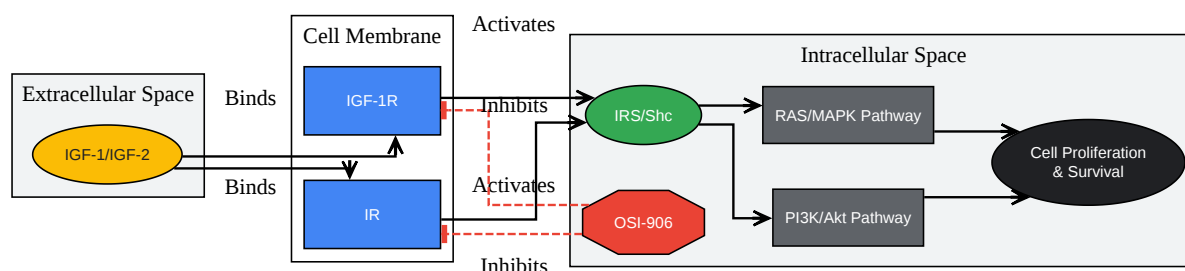 Activates
Cell Membrane
Intracellular Space
Extracellular Space
Binds
IGF-1R
Inhibits
IRS/Shc
RAS/MAPK Pathway
IGF-1/IGF-2
Cell Proliferation
& Survival
Binds
Activates
IR
OSI-906
PI3K/Akt Pathway
Inhibits